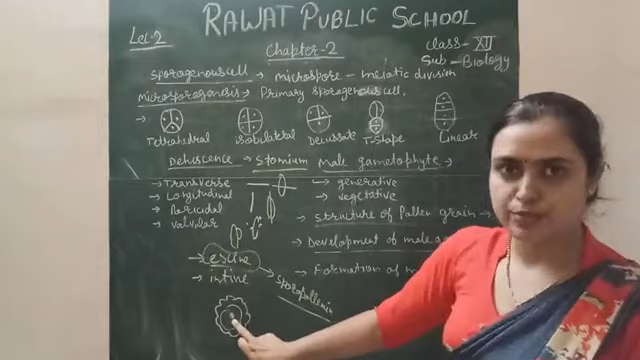 RAWAT PUBLIC SCHOOL
Lec-2
Chapter-2
class - XII
Sub - Biology
sporogenous cell → microspore - meiotic division
microsporogenesis → Primary sporogenous cell.
→
Tetrahedral isobilateral Decussate T-Shape Linear
Dehuscence → Stomium male gametophyte →
→ Transverse
→ Longitudinal
→ Poricidal
→ valvular
→ generative
→ vegetative
→ structure of Pollen grain →
→ Development of male
→ Formation of
→ exine
→ intine
sporopollenin